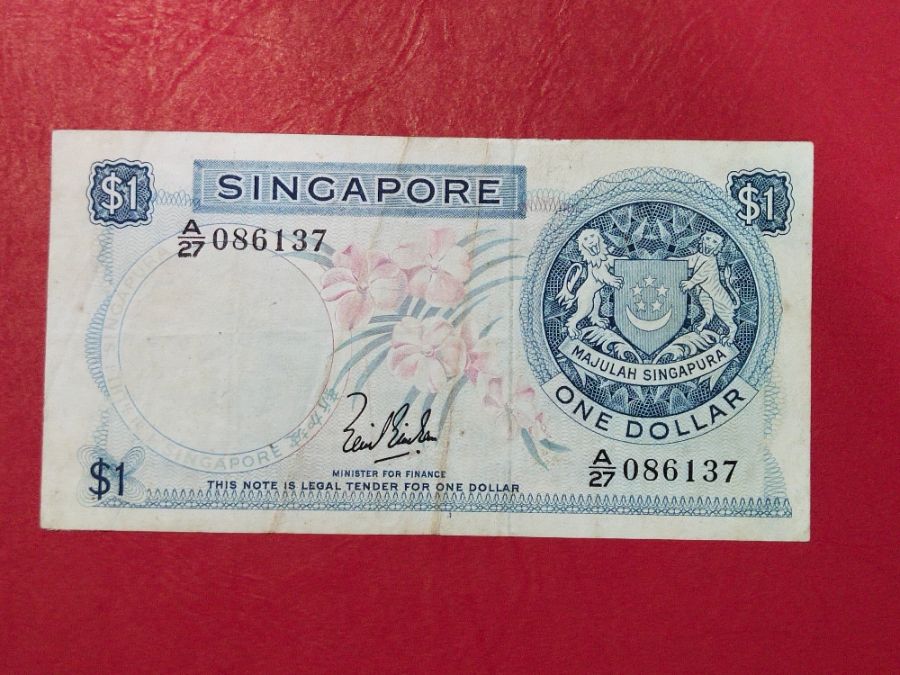 $1
SINGAPORE
$1
A/27 086137
MAJULAH SINGAPURA
ONE DOLLAR
SINGAPORE
$1
MINISTER FOR FINANCE
THIS NOTE IS LEGAL TENDER FOR ONE DOLLAR
A/27 086137